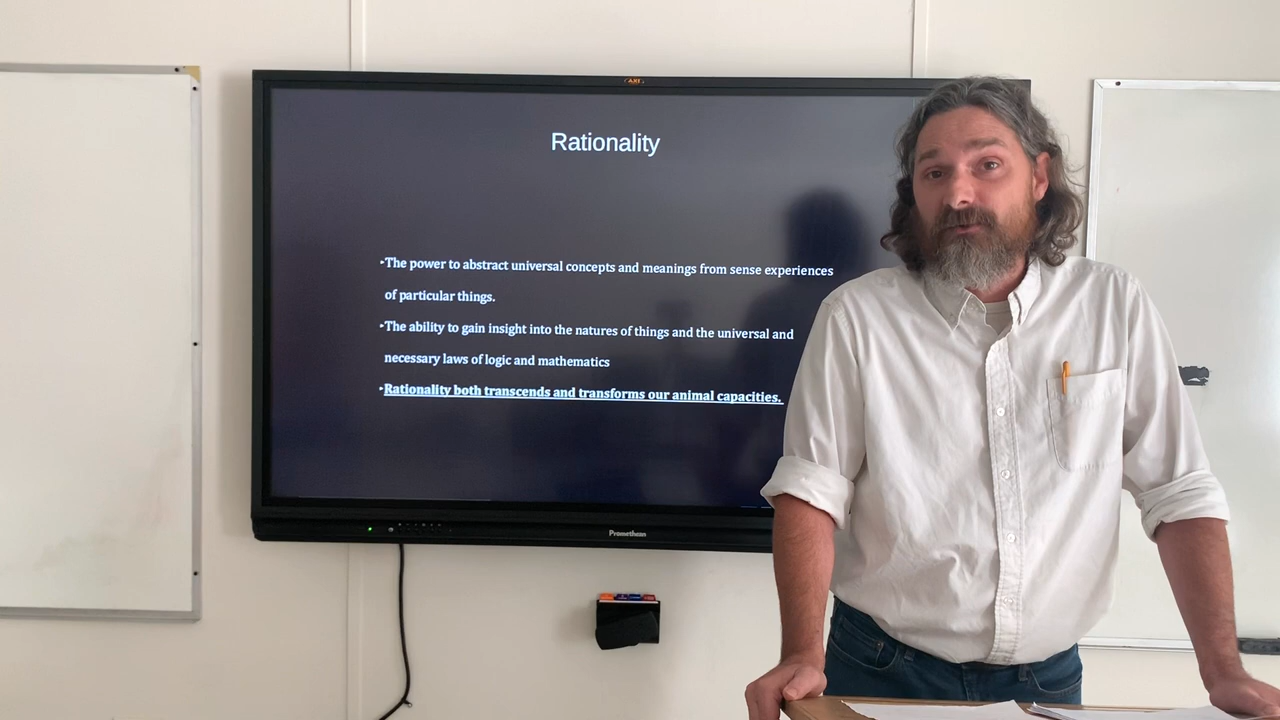 Rationality
‣The power to abstract universal concepts and meanings from sense experiences
of particular things.
‣The ability to gain insight into the natures of things and the universal and
necessary laws of logic and mathematics
‣Rationality both transcends and transforms our animal capacities.
Promethean